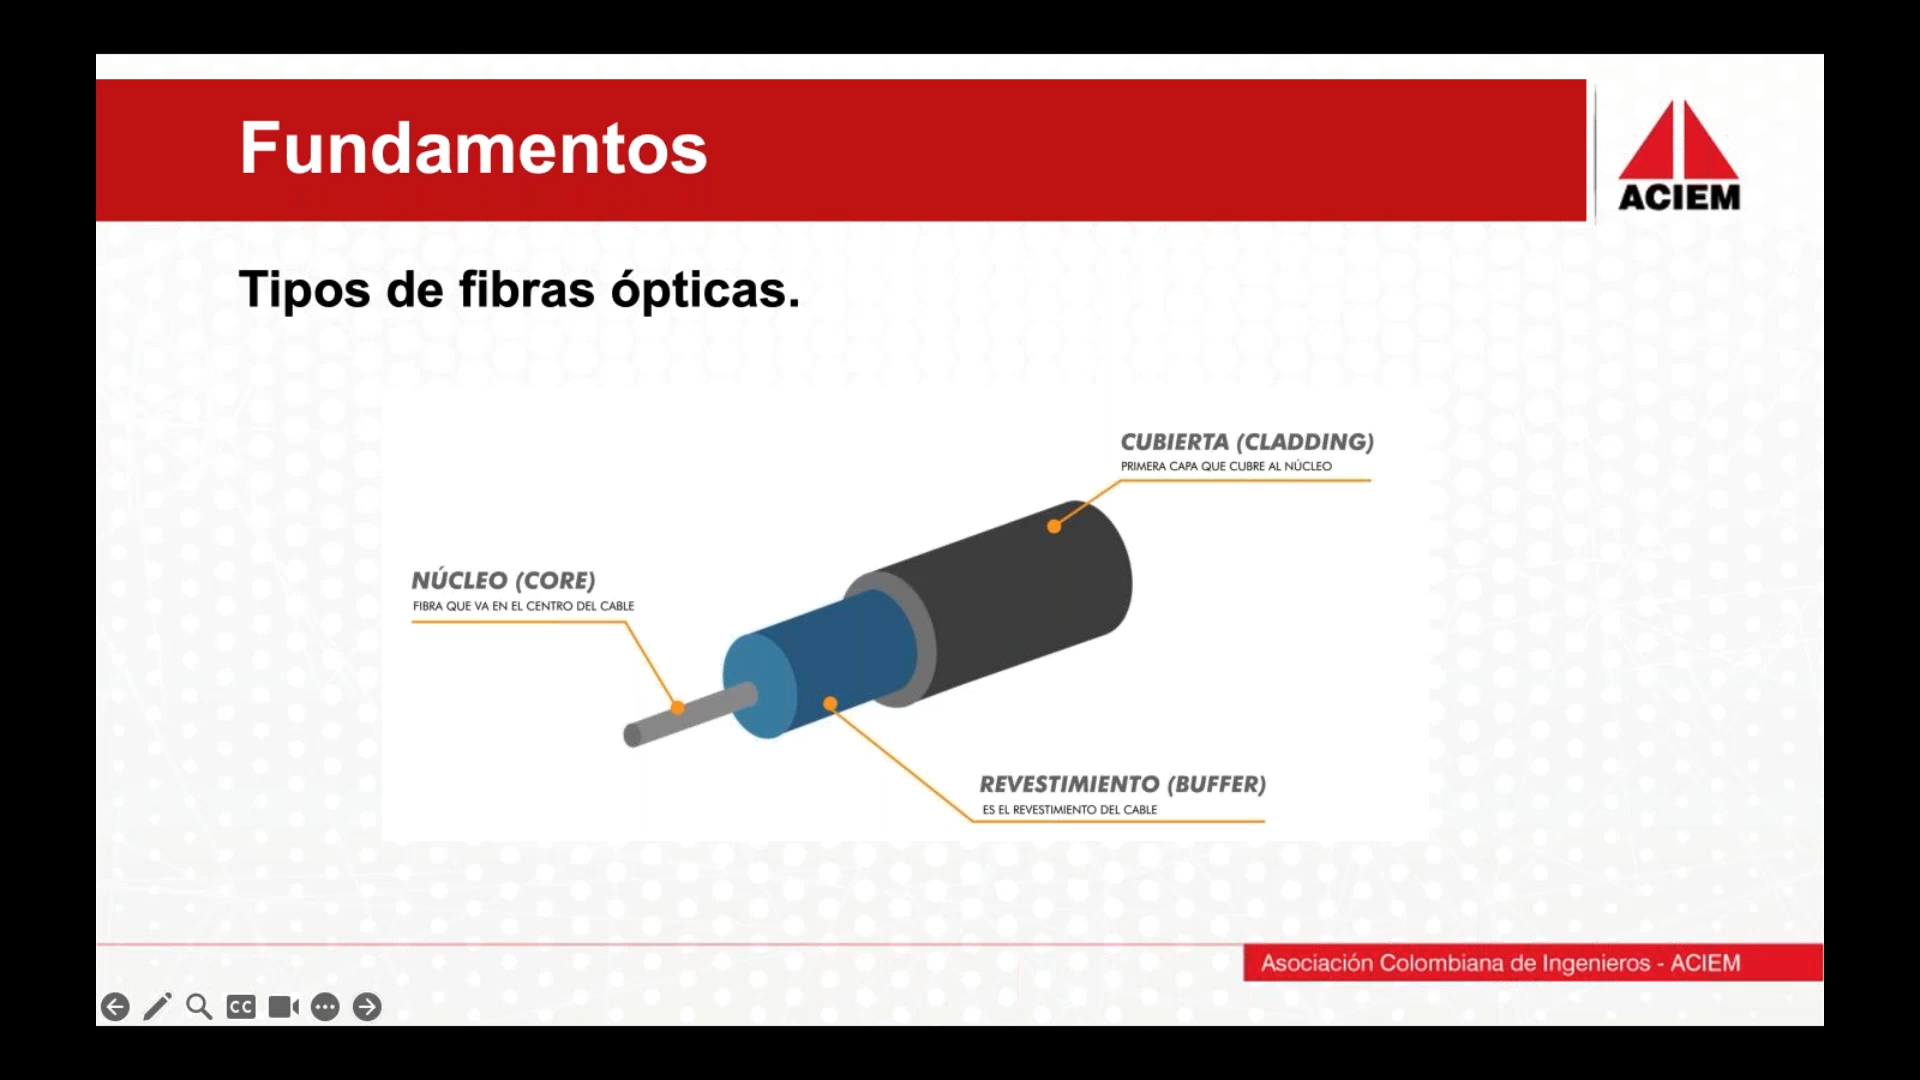 Fundamentos
ACIEM
Tipos de fibras ópticas.
CUBIERTA (CLADDING)
PRIMERA CAPA QUE CUBRE AL NÚCLEO
NÚCLEO (CORE)
FIBRA QUE VA EN EL CENTRO DEL CABLE
REVESTIMIENTO (BUFFER)
ES EL REVESTIMIENTO DEL CABLE
Asociación Colombiana de Ingenieros - ACIEM
CC